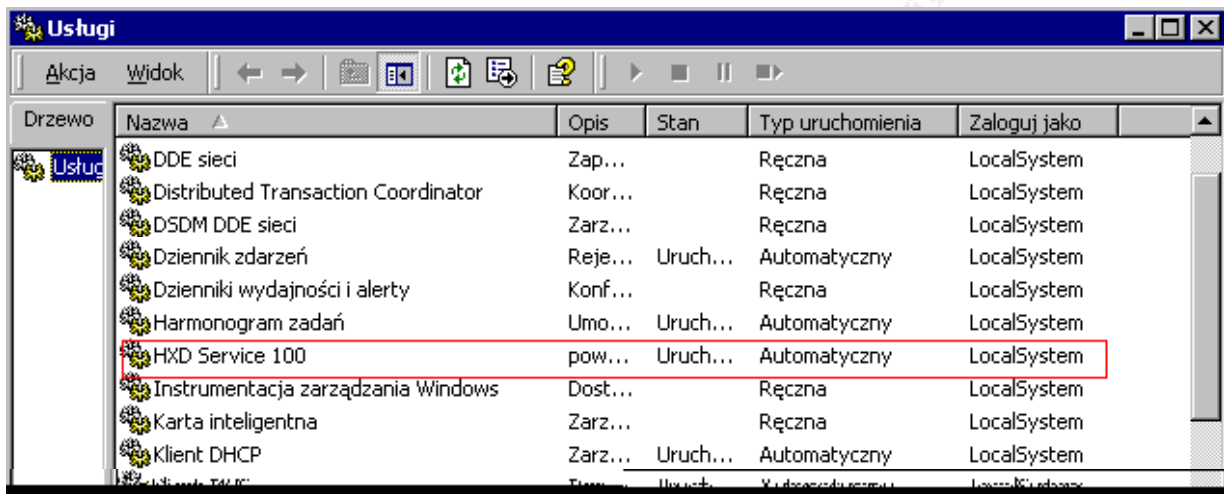 Usługi
Akcja Widok
Drzewo Nazwa Opis Stan Typ uruchomienia Zaloguj jako
Usług
DDE sieci Zap... Ręczna LocalSystem
Distributed Transaction Coordinator Koor... Ręczna LocalSystem
DSDM DDE sieci Zarz... Ręczna LocalSystem
Dziennik zdarzeń Reje... Uruch... Automatyczny LocalSystem
Dzienniki wydajności i alerty Konf... Ręczna LocalSystem
Harmonogram zadań Umo... Uruch... Automatyczny LocalSystem
HXD Service 100 pow... Uruch... Automatyczny LocalSystem
Instrumentacja zarządzania Windows Dost... Ręczna LocalSystem
Karta inteligentna Zarz... Ręczna LocalSystem
Klient DHCP Zarz... Uruch... Automatyczny LocalSystem